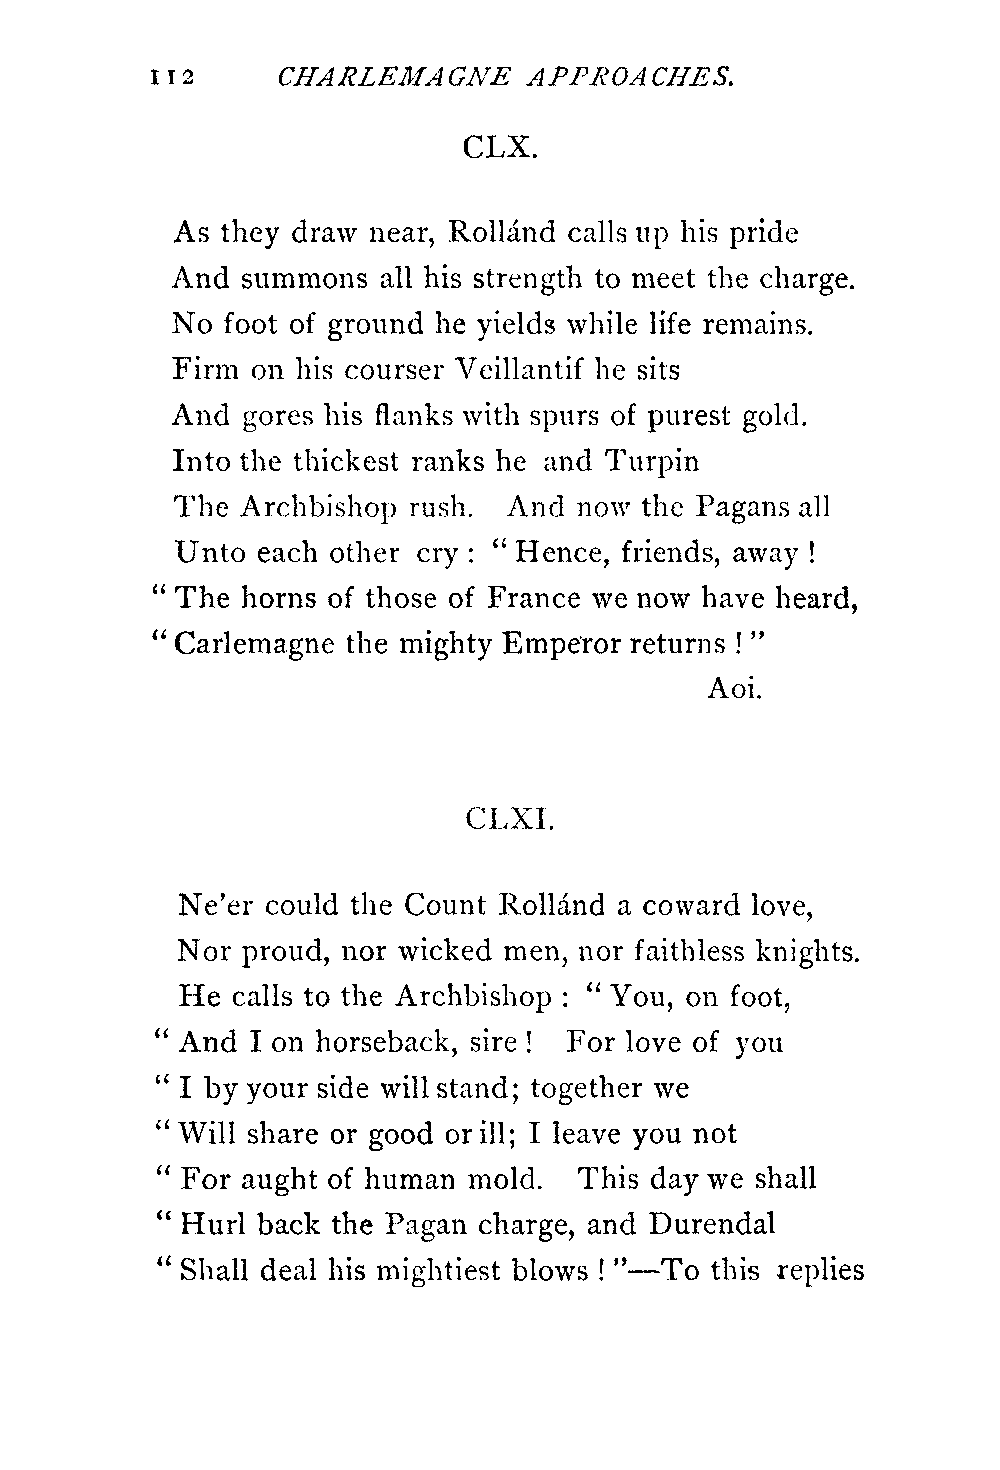 112 CHARLEMAGNE APPROACHES.
CLX.
As they draw near, Rollánd calls up his pride
And summons all his strength to meet the charge.
No foot of ground he yields while life remains.
Firm on his courser Veillantif he sits
And gores his flanks with spurs of purest gold.
Into the thickest ranks he and Turpin
The Archbishop rush. And now the Pagans all
Unto each other cry : “ Hence, friends, away !
“ The horns of those of France we now have heard,
“ Carlemagne the mighty Emperor returns ! ”
Aoi.
CLXI.
Ne’er could the Count Rollánd a coward love,
Nor proud, nor wicked men, nor faithless knights.
He calls to the Archbishop : “ You, on foot,
“ And I on horseback, sire ! For love of you
“ I by your side will stand; together we
“ Will share or good or ill; I leave you not
“ For aught of human mold. This day we shall
“ Hurl back the Pagan charge, and Durendal
“ Shall deal his mightiest blows ! ”—To this replies